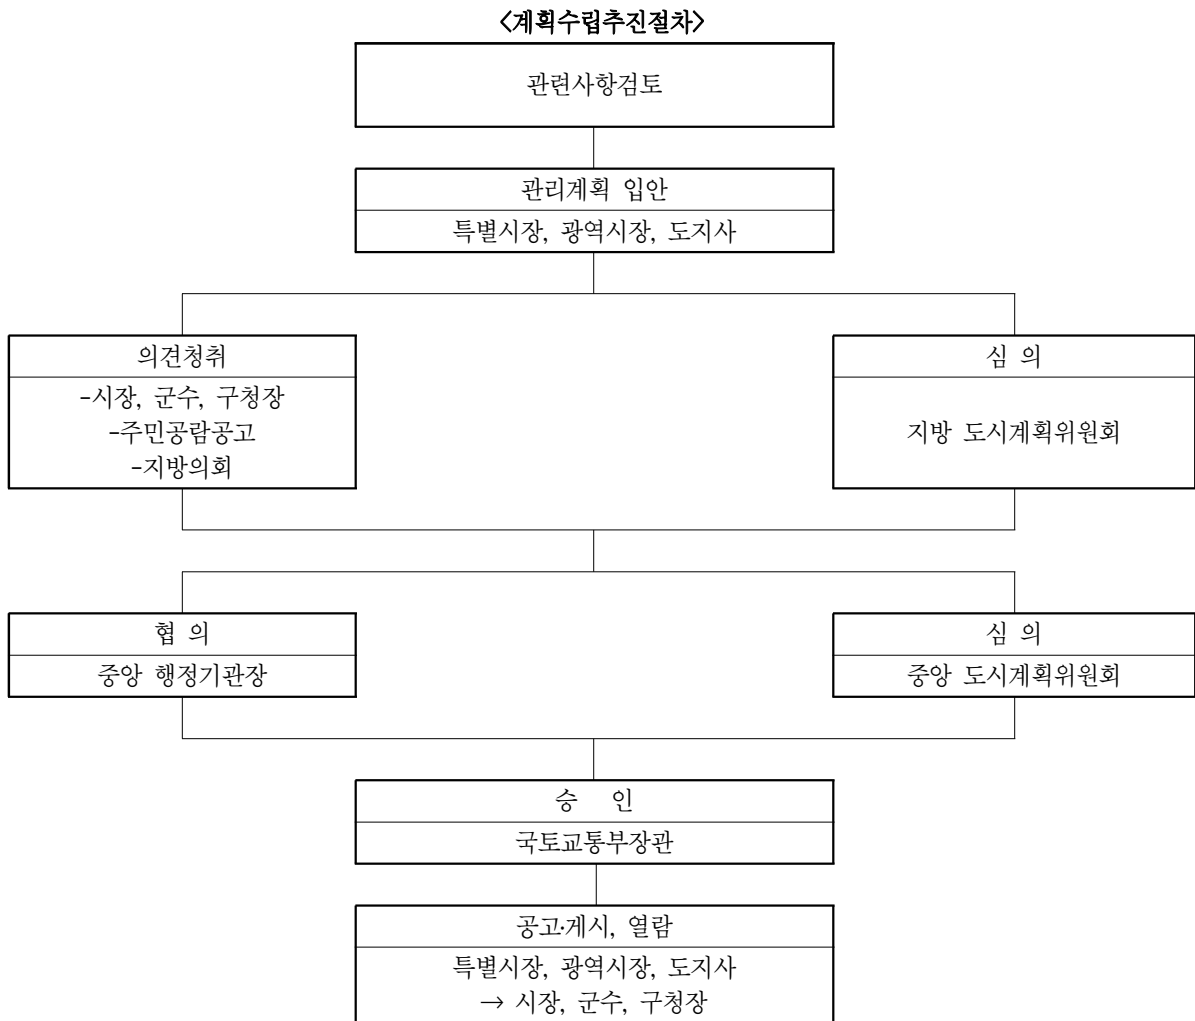 <계획수립추진절차>
관련사항검토
관리계획 입안
특별시장, 광역시장, 도지사
의견청취
-시장, 군수, 구청장
-주민공람공고
-지방의회
심 의
지방 도시계획위원회
협 의
중앙 행정기관장
심 의
중앙 도시계획위원회
승 인
국토교통부장관
공고·게시, 열람
특별시장, 광역시장, 도지사
→ 시장, 군수, 구청장